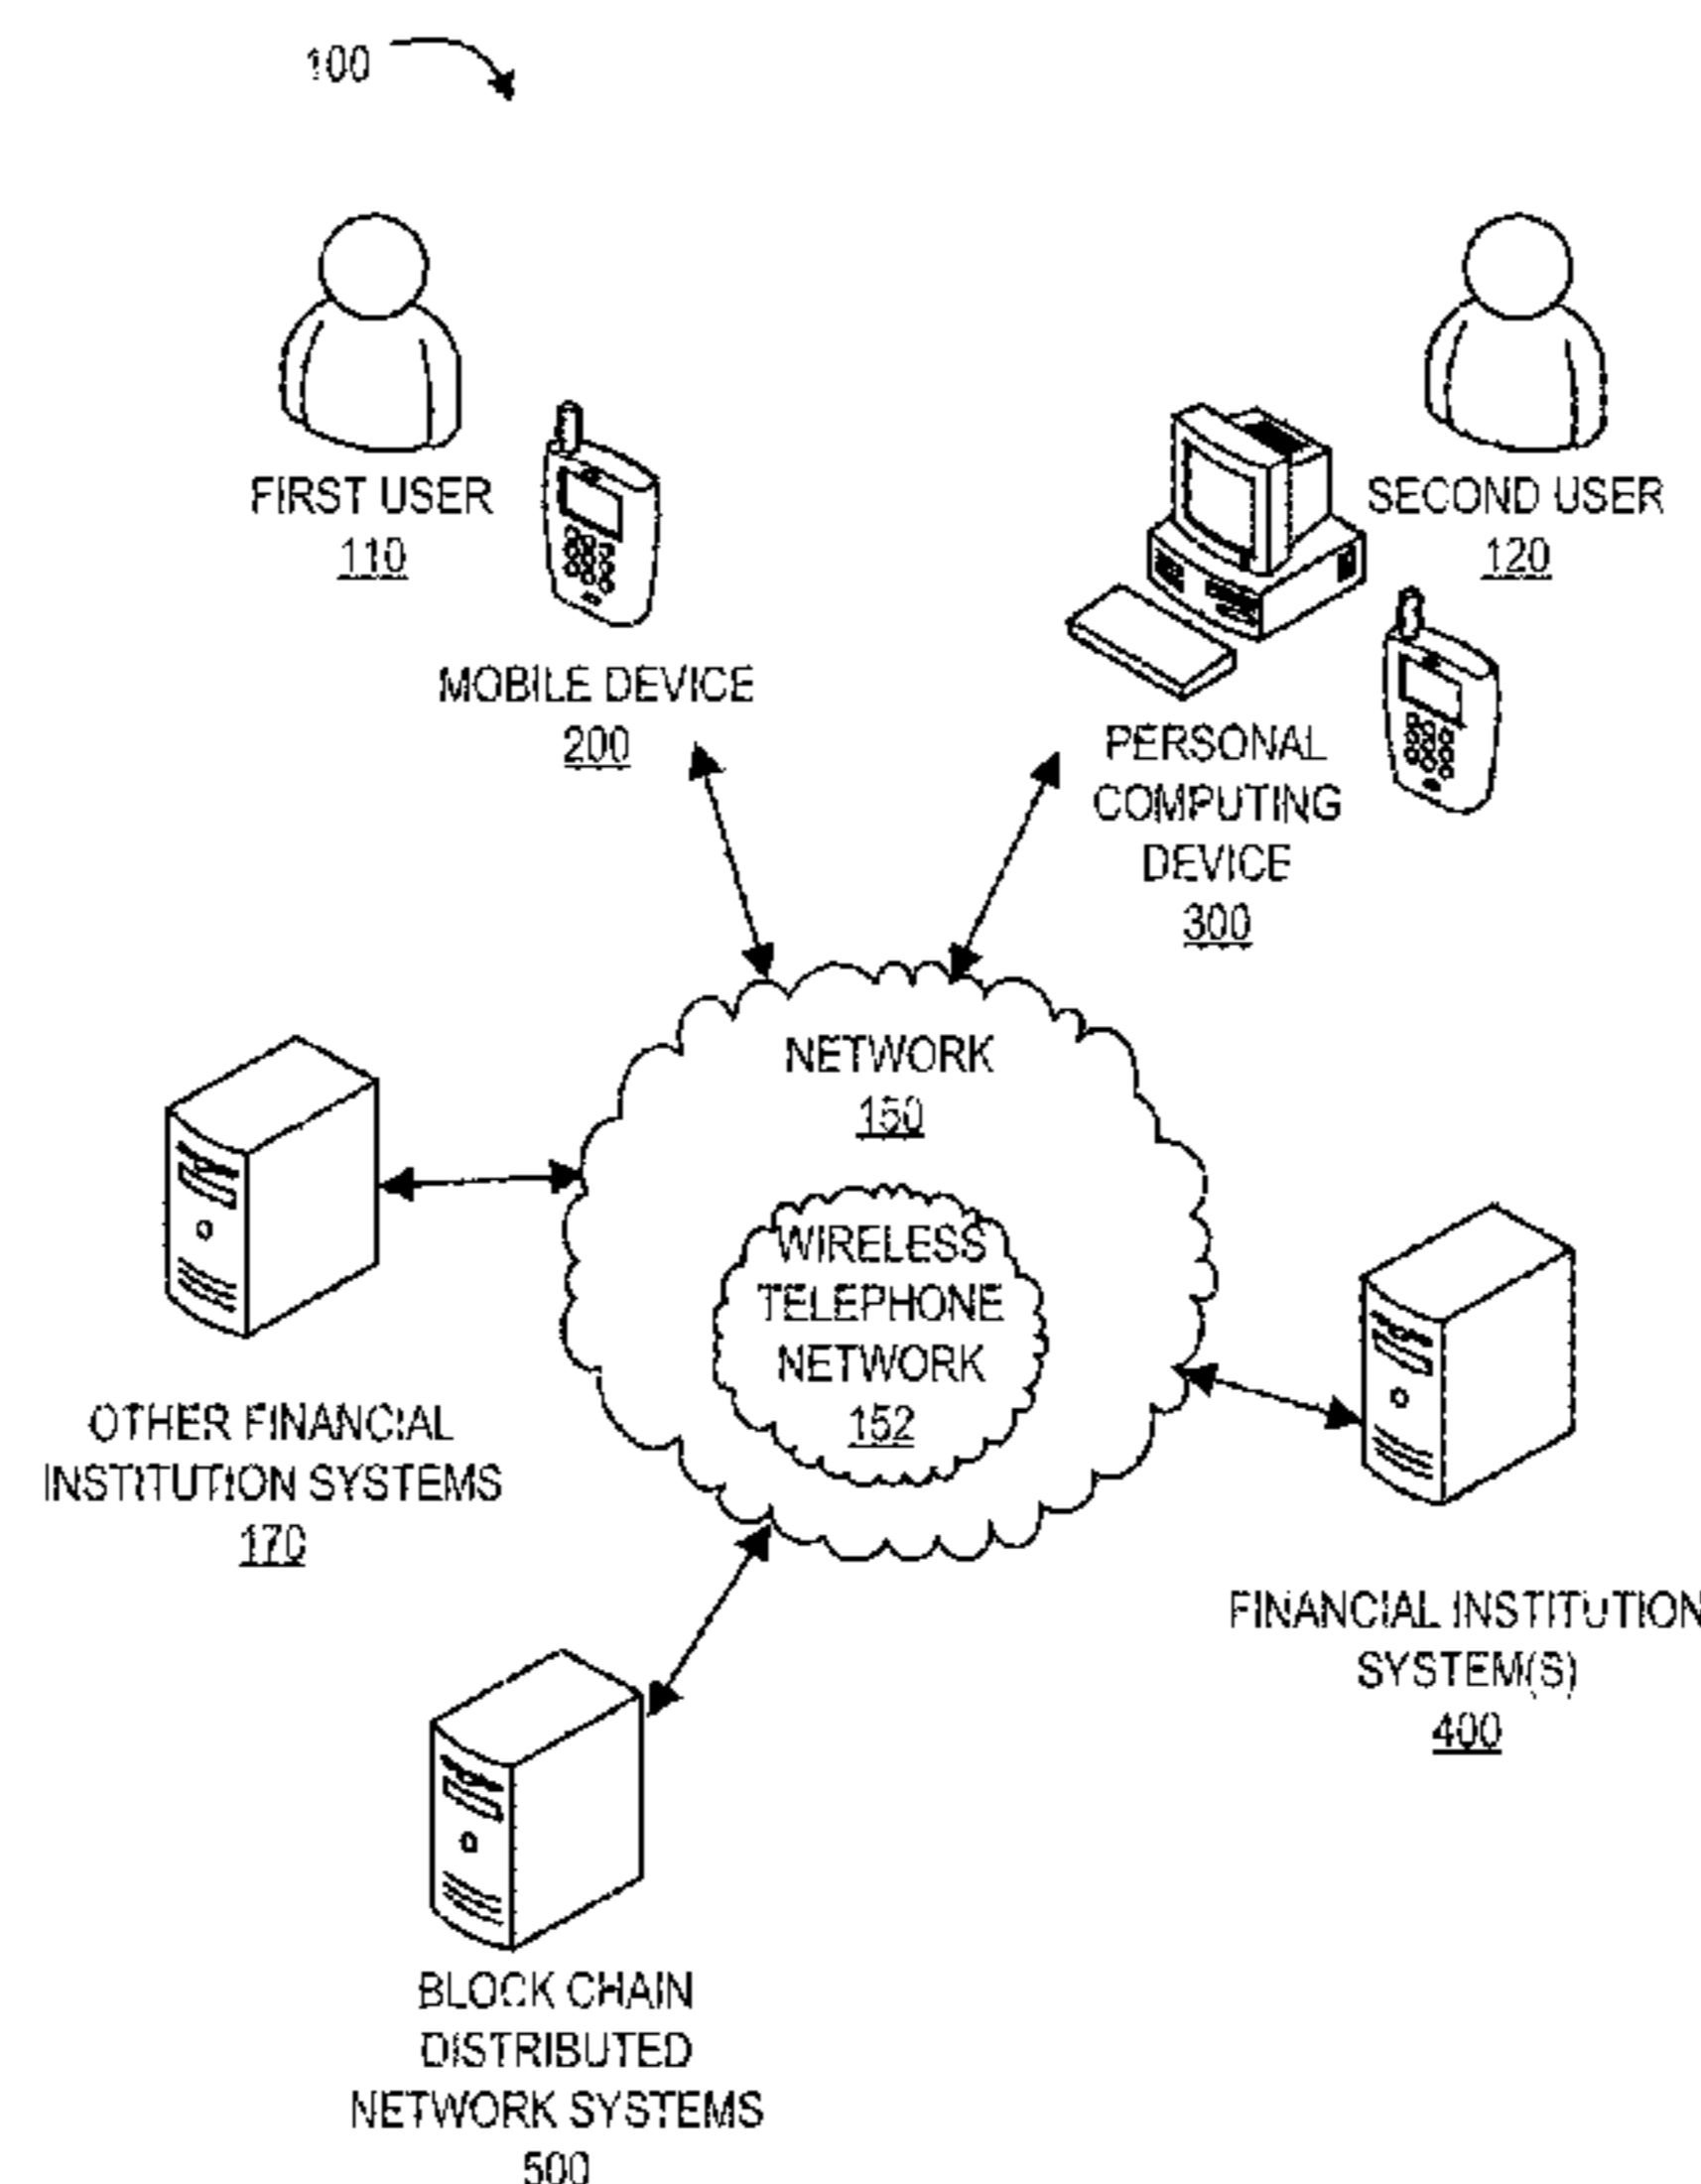 100
FIRST USER
110
SECOND USER
120
MOBILE DEVICE
200
PERSONAL
COMPUTING
DEVICE
300
NETWORK
150
WIRELESS
TELEPHONE
NETWORK
152
OTHER FINANCIAL
INSTITUTION SYSTEMS
170
FINANCIAL INSTITUTION
SYSTEM(S)
400
BLOCK CHAIN
DISTRIBUTED
NETWORK SYSTEMS
500